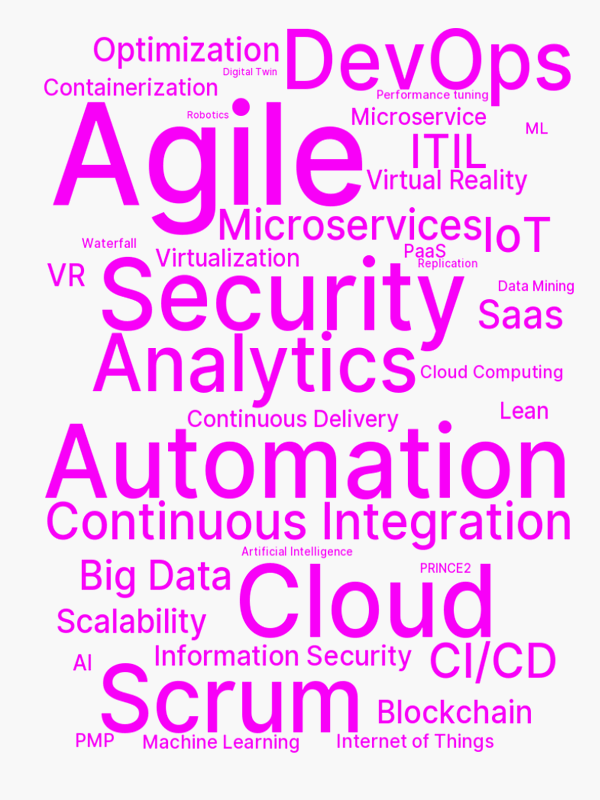 Optimization
DevOps
Digital Twin
Containerization
Performance tuning
Agile
Robotics
Microservice
ML
ITIL
Virtual Reality
Microservices
IoT
Waterfall
Virtualization
PaaS
Replication
VR
Security
Data Mining
Saas
Analytics
Cloud Computing
Continuous Delivery
Lean
Automation
Continuous Integration
Artificial Intelligence
Big Data
Cloud
PRINCE2
Scalability
Information Security
CI/CD
AI
Scrum
Blockchain
PMP
Machine Learning
Internet of Things